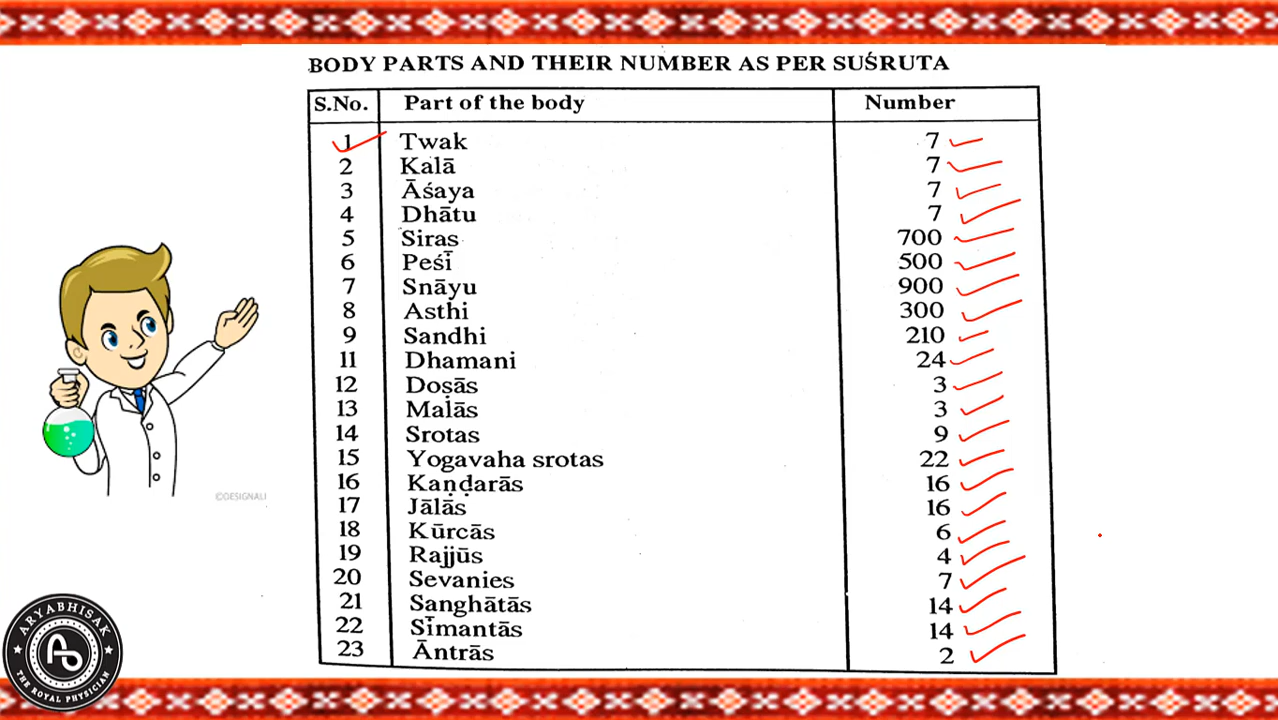 BODY PARTS AND THEIR NUMBER AS PER SUŚRUTA
S.No. Part of the body Number
1 Twak 7
2 Kalā 7
3 Āśaya 7
4 Dhātu 7
5 Siras 700
6 Peśī 500
7 Snāyu 900
8 Asthi 300
9 Sandhi 210
11 Dhamani 24
12 Doṣās 3
13 Malās 3
14 Srotas 9
15 Yogavaha srotas 22
16 Kaṇḍarās 16
17 Jālās 16
18 Kūrcās 6
19 Rajjūs 4
20 Sevanies 7
21 Sanghātās 14
22 Sīmantās 14
23 Āntrās 2
©DESIGNALI
ARYABHISAK
THE ROYAL PHYSICIAN